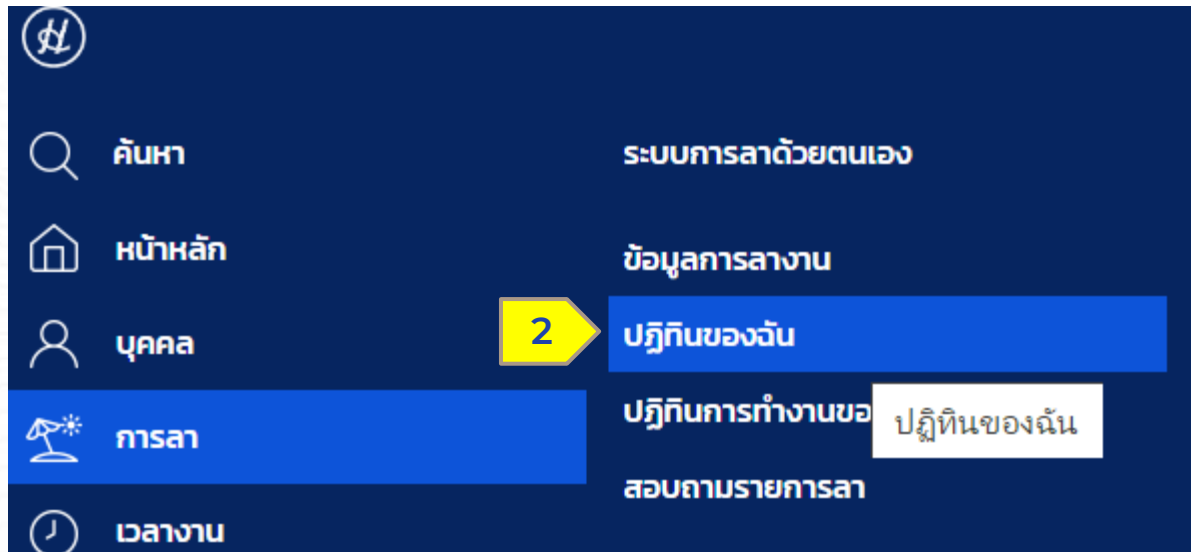 ค้นหา
หน้าหลัก
บุคคล
การลา
เวลางาน
ระบบการลาด้วยตนเอง
ข้อมูลการลางาน
2
ปฏิทินของฉัน
ปฏิทินการทำงานขอ
ปฏิทินของฉัน
สอบถามรายการลา